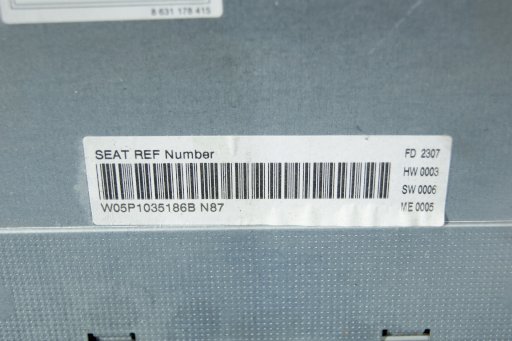 8 631 178 415
SEAT REF Number
FD 2307
HW 0003
SW 0006
ME 0005
W05P1035186B N87